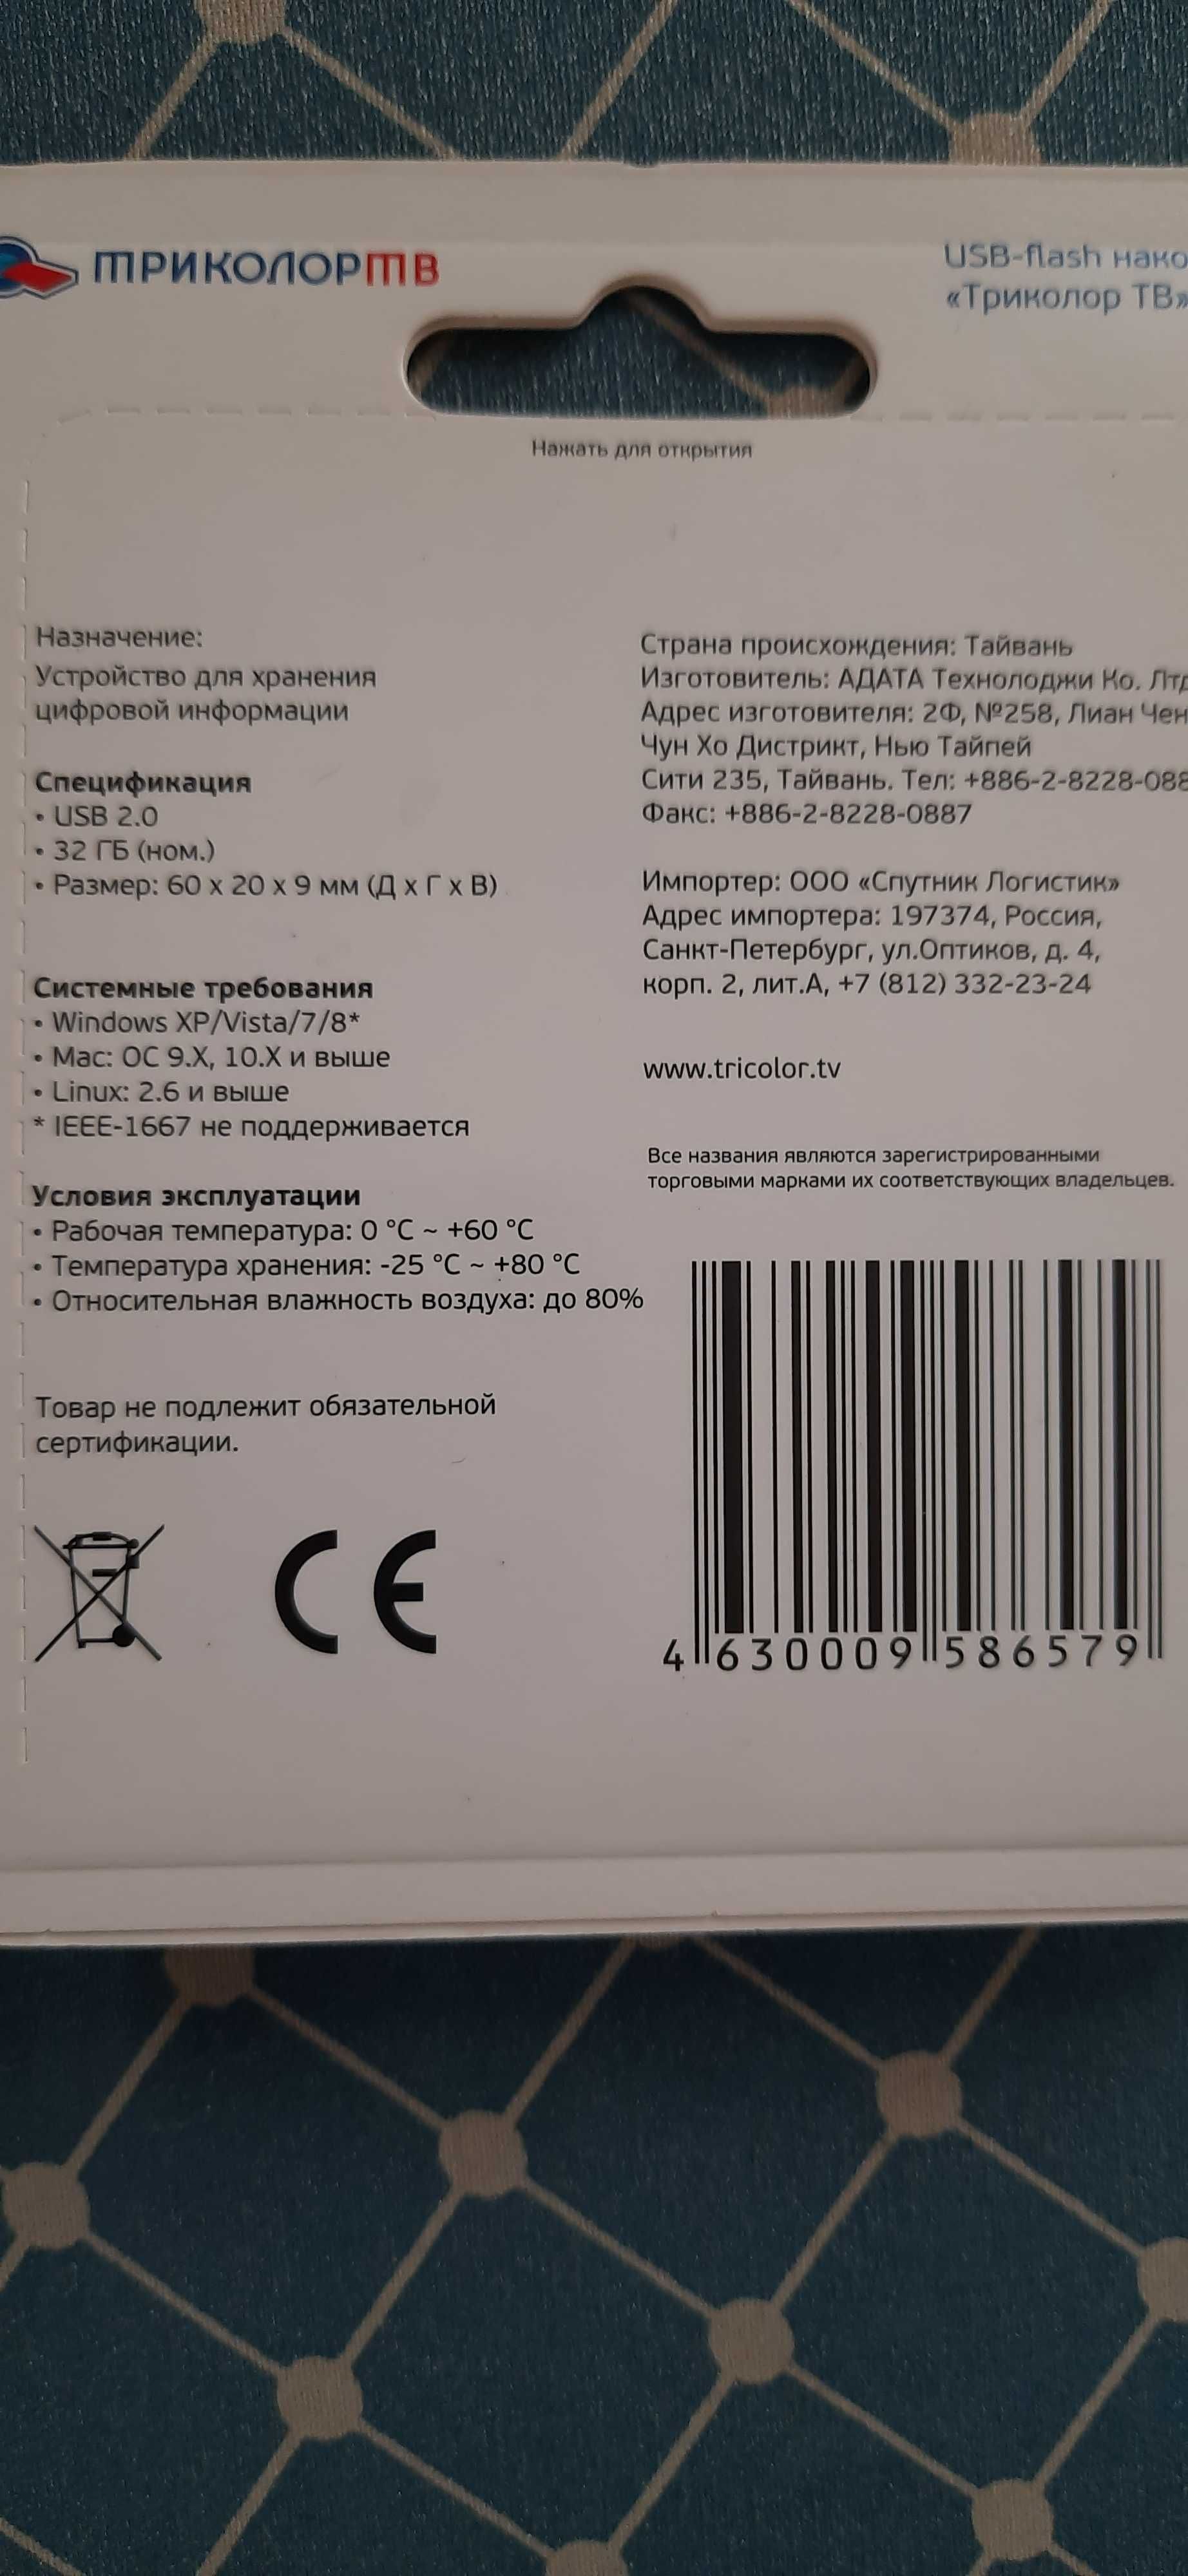 ТРИКОЛОР ТВ
USB-flash нако
«Триколор ТВ»
Нажать для открытия
Назначение:
Устройство для хранения
цифровой информации
Спецификация
• USB 2.0
• 32 ГБ (ном.)
• Размер: 60 х 20 х 9 мм (Д х Г х В)
Системные требования
• Windows XP/Vista/7/8*
• Mac: ОС 9.X, 10.X и выше
• Linux: 2.6 и выше
* IEEE-1667 не поддерживается
Условия эксплуатации
• Рабочая температура: 0 °C ~ +60 °C
• Температура хранения: -25 °C ~ +80 °C
• Относительная влажность воздуха: до 80%
Товар не подлежит обязательной
сертификации.
CE
Страна происхождения: Тайвань
Изготовитель: АДАТА Технолоджи Ко. Лтд
Адрес изготовителя: 2Ф, №258, Лиан Чен
Чун Хо Дистрикт, Нью Тайпей
Сити 235, Тайвань. Тел: +886-2-8228-088
Факс: +886-2-8228-0887
Импортер: ООО «Спутник Логистик»
Адрес импортера: 197374, Россия,
Санкт-Петербург, ул.Оптиков, д. 4,
корп. 2, лит.А, +7 (812) 332-23-24
www.tricolor.tv
Все названия являются зарегистрированными
торговыми марками их соответствующих владельцев.
4 630009 586579